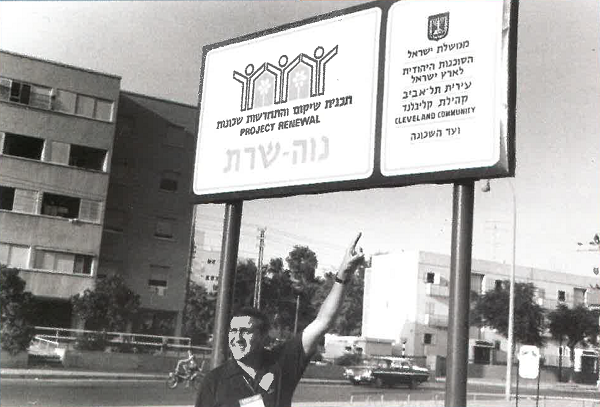 תכנית שיקום והתחדשות שכונות
PROJECT RENEWAL
נוה-שרת
ממשלת ישראל
הסוכנות היהודית
לארץ ישראל
עירית תל-אביב
קהילת קליבלנד
CLEVELAND COMMUNITY
ועד השכונה